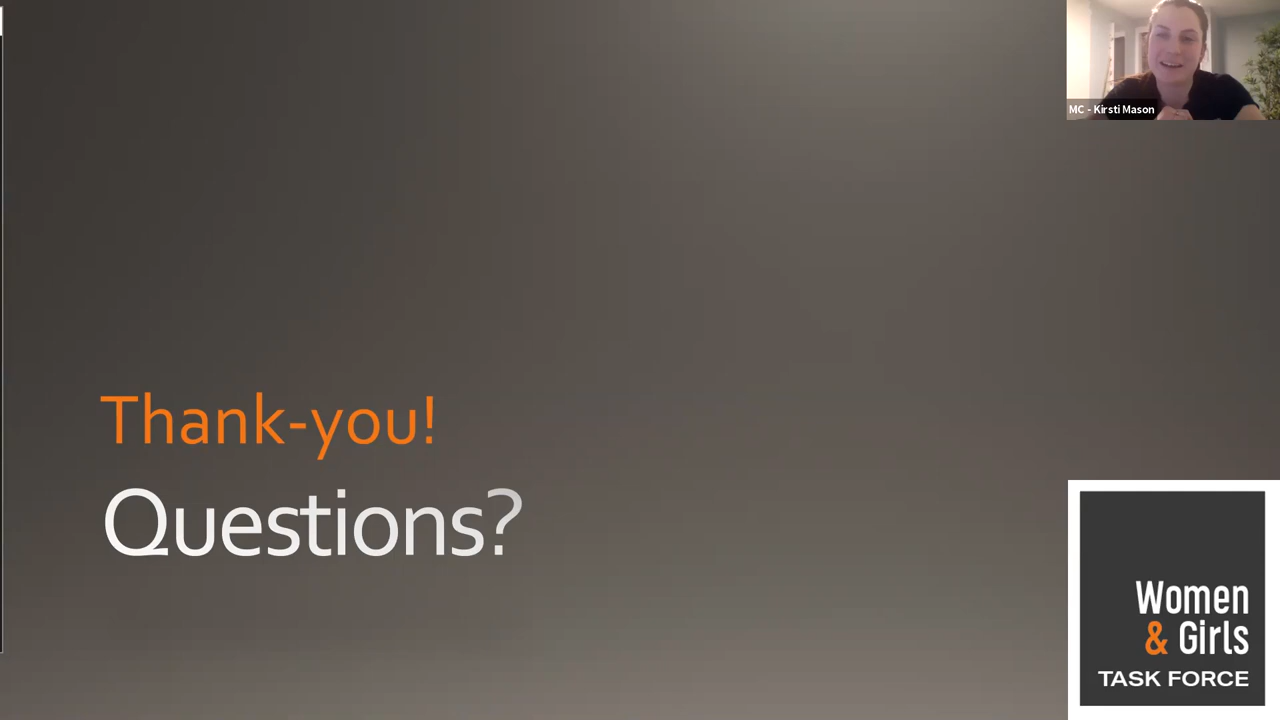 MC - Kirsti Mason
Thank-you!
Questions?
Women
& Girls
TASK FORCE